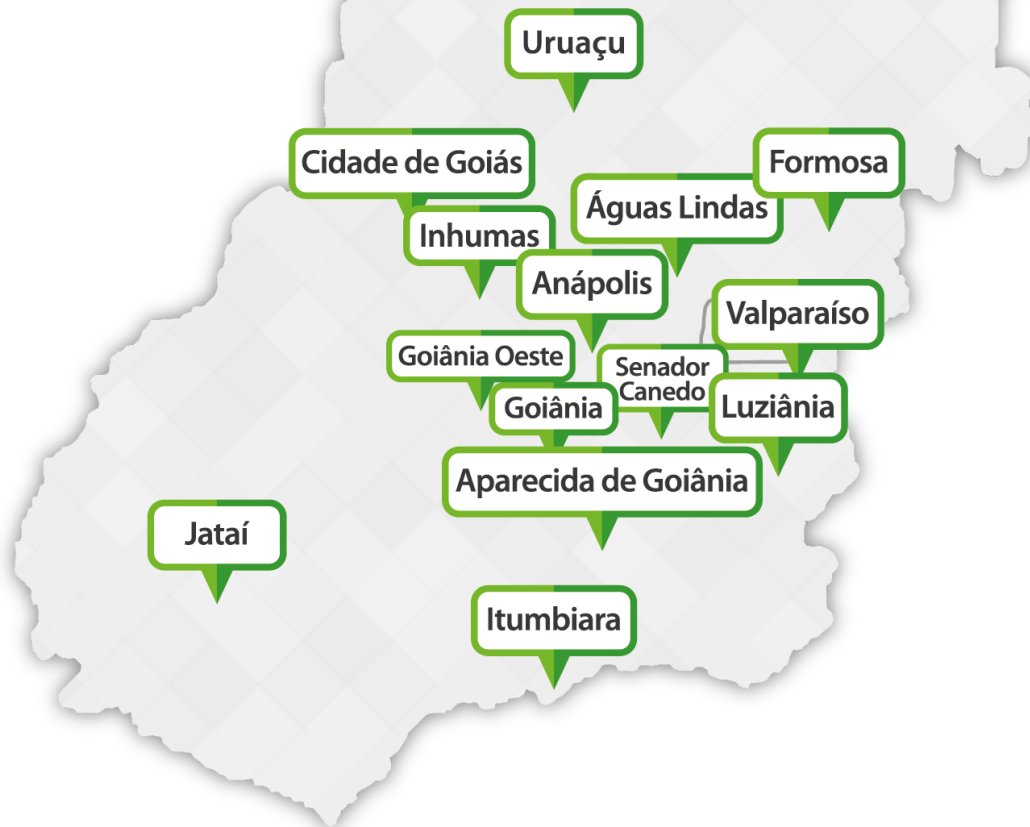 Uruaçu
Cidade de Goiás
Formosa
Águas Lindas
Inhumas
Anápolis
Valparaíso
Goiânia Oeste
Senador
Canedo
Goiânia
Luziânia
Aparecida de Goiânia
Jataí
Itumbiara